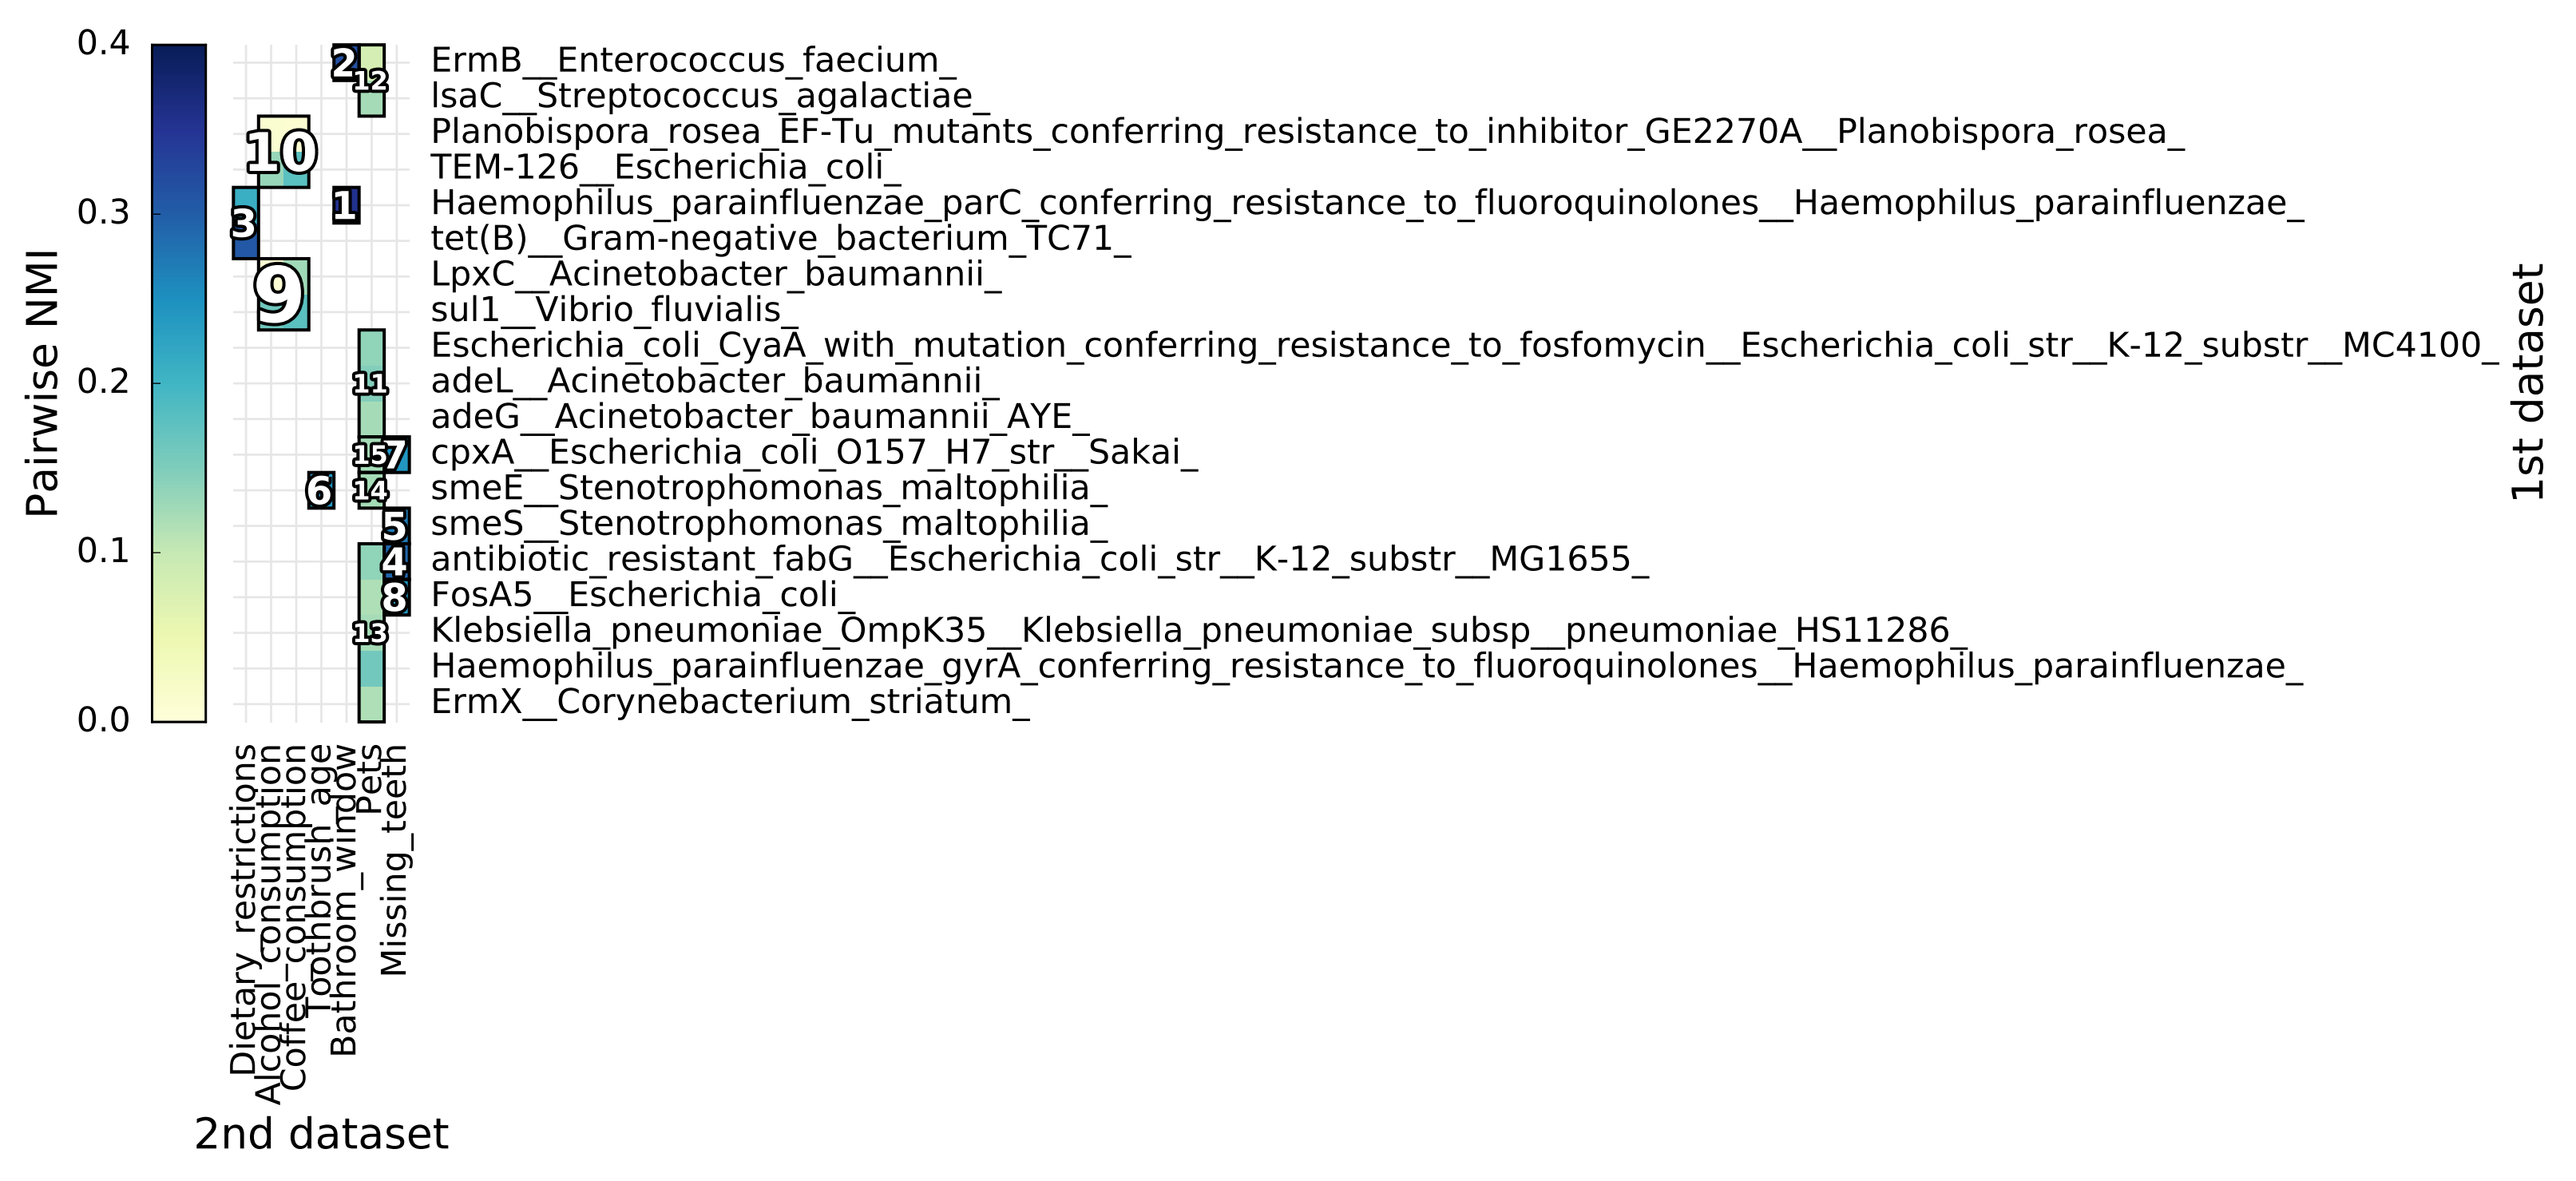 Pairwise NMI
0.4
0.3
0.2
0.1
0.0
2
12
10
3
1
9
11
15
7
6
14
5
4
8
13
ErmB__Enterococcus_faecium_
lsaC__Streptococcus_agalactiae_
Planobispora_rosea_EF-Tu_mutants_conferring_resistance_to_inhibitor_GE2270A__Planobispora_rosea_
TEM-126__Escherichia_coli_
Haemophilus_parainfluenzae_parC_conferring_resistance_to_fluoroquinolones__Haemophilus_parainfluenzae_
tet(B)__Gram-negative_bacterium_TC71_
LpxC__Acinetobacter_baumannii_
sul1__Vibrio_fluvialis_
Escherichia_coli_CyaA_with_mutation_conferring_resistance_to_fosfomycin__Escherichia_coli_str__K-12_substr__MC4100_
adeL__Acinetobacter_baumannii_
adeG__Acinetobacter_baumannii_AYE_
cpxA__Escherichia_coli_O157_H7_str__Sakai_
smeE__Stenotrophomonas_maltophilia_
smeS__Stenotrophomonas_maltophilia_
antibiotic_resistant_fabG__Escherichia_coli_str__K-12_substr__MG1655_
FosA5__Escherichia_coli_
Klebsiella_pneumoniae_OmpK35__Klebsiella_pneumoniae_subsp__pneumoniae_HS11286_
Haemophilus_parainfluenzae_gyrA_conferring_resistance_to_fluoroquinolones__Haemophilus_parainfluenzae_
ErmX__Corynebacterium_striatum_
1st dataset
Dietary_restrictions
Alcohol_consumption
Coffee_consumption
Toothbrush_age
Bathroom_window
Pets
Missing_teeth
2nd dataset